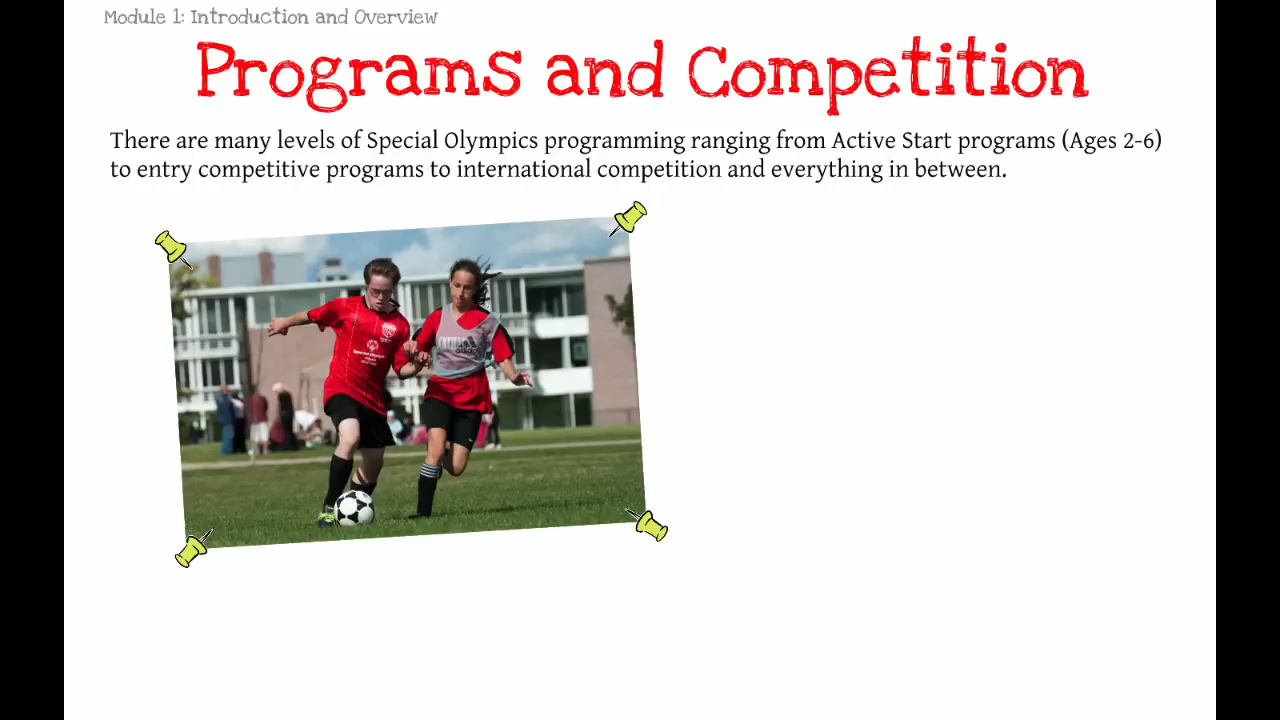 Module 1: Introduction and Overview
Programs and Competition
There are many levels of Special Olympics programming ranging from Active Start programs (Ages 2-6)
to entry competitive programs to international competition and everything in between.
adidas